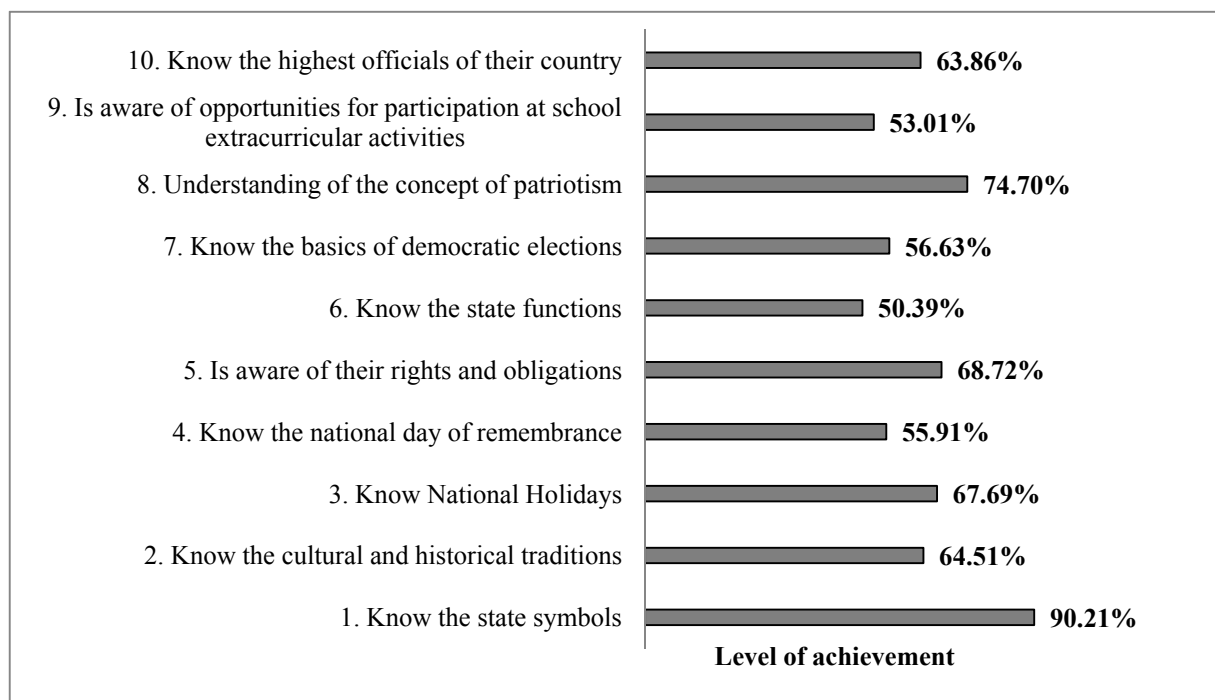 10. Know the highest officials of their country 63.86%
9. Is aware of opportunities for participation at school
extracurricular activities 53.01%
8. Understanding of the concept of patriotism 74.70%
7. Know the basics of democratic elections 56.63%
6. Know the state functions 50.39%
5. Is aware of their rights and obligations 68.72%
4. Know the national day of remembrance 55.91%
3. Know National Holidays 67.69%
2. Know the cultural and historical traditions 64.51%
1. Know the state symbols 90.21%
Level of achievement